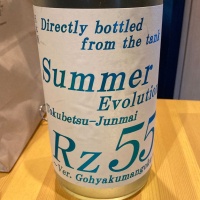 Directly bottled
from the tank
Summer
Evolution
Tokubetsu-Junmai
Rz55
Ver. Gohyakumangoku